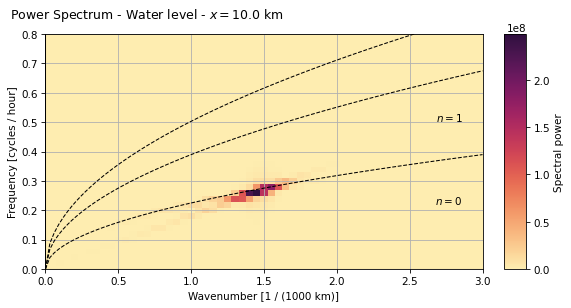 Power Spectrum - Water level - x = 10.0 km
1e8
0.8
0.7
0.6
0.5
0.4
0.3
0.2
0.1
0.0
Frequency [cycles / hour]
n = 1
n = 0
0.0 0.5 1.0 1.5 2.0 2.5 3.0
Wavenumber [1 / (1000 km)]
2.0
1.5
1.0
0.5
0.0
Spectral power